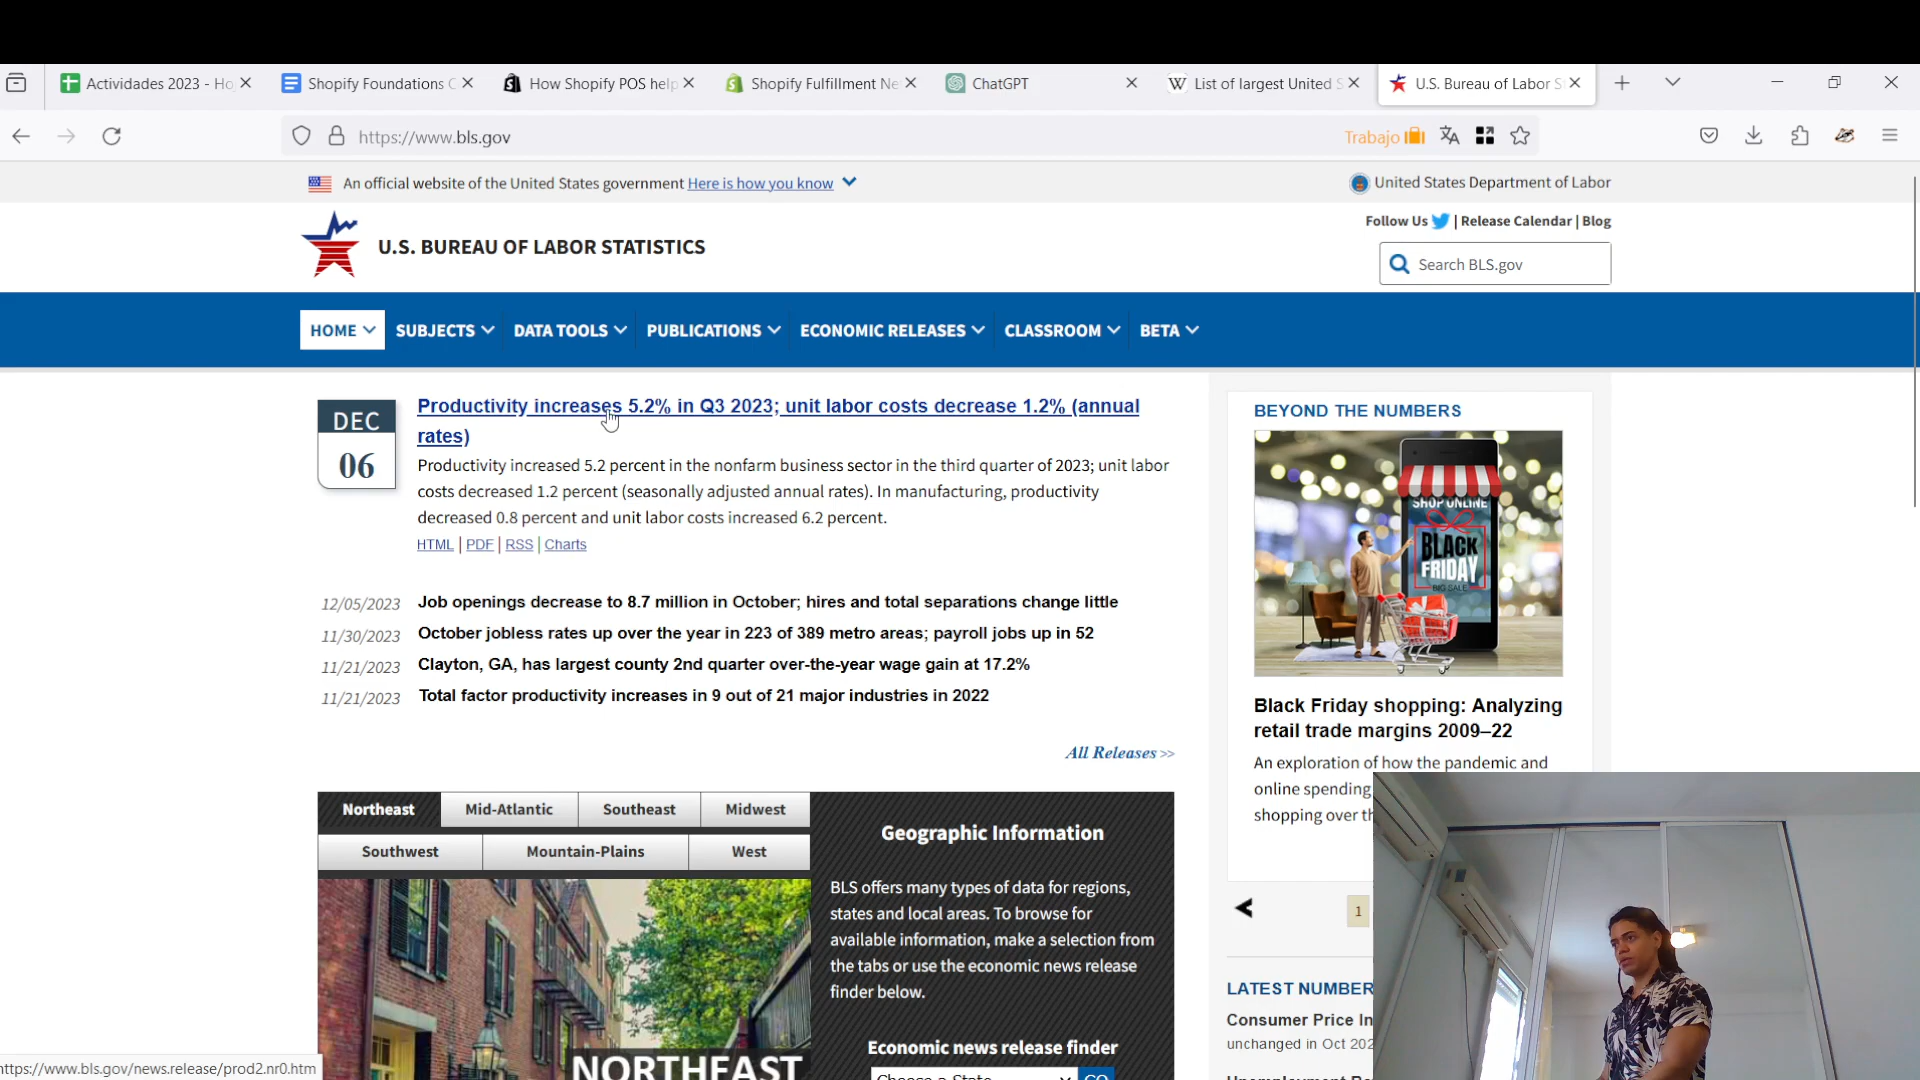 Actividades 2023 - Ho
Shopify Foundations C
How Shopify POS help
Shopify Fulfillment Ne
ChatGPT
List of largest United S
U.S. Bureau of Labor St
https://www.bls.gov
Trabajo
An official website of the United States government Here is how you know
United States Department of Labor
Follow Us | Release Calendar | Blog
U.S. BUREAU OF LABOR STATISTICS
Search BLS.gov
HOME SUBJECTS DATA TOOLS PUBLICATIONS ECONOMIC RELEASES CLASSROOM BETA
DEC
06
Productivity increases 5.2% in Q3 2023; unit labor costs decrease 1.2% (annual
rates)
Productivity increased 5.2 percent in the nonfarm business sector in the third quarter of 2023; unit labor
costs decreased 1.2 percent (seasonally adjusted annual rates). In manufacturing, productivity
decreased 0.8 percent and unit labor costs increased 6.2 percent.
HTML | PDF | RSS | Charts
12/05/2023 Job openings decrease to 8.7 million in October; hires and total separations change little
11/30/2023 October jobless rates up over the year in 223 of 389 metro areas; payroll jobs up in 52
11/21/2023 Clayton, GA, has largest county 2nd quarter over-the-year wage gain at 17.2%
11/21/2023 Total factor productivity increases in 9 out of 21 major industries in 2022
All Releases >>
BEYOND THE NUMBERS
SHOP ONLINE
BLACK
FRIDAY
BIG SALE
Black Friday shopping: Analyzing
retail trade margins 2009–22
An exploration of how the pandemic and
online spending
shopping over th
1
LATEST NUMBER
Consumer Price In
unchanged in Oct 202
Northeast Mid-Atlantic Southeast Midwest
Southwest Mountain-Plains West
NORTHEAST
Geographic Information
BLS offers many types of data for regions,
states and local areas. To browse for
available information, make a selection from
the tabs or use the economic news release
finder below.
Economic news release finder
Choose a State GO
https://www.bls.gov/news.release/prod2.nr0.htm